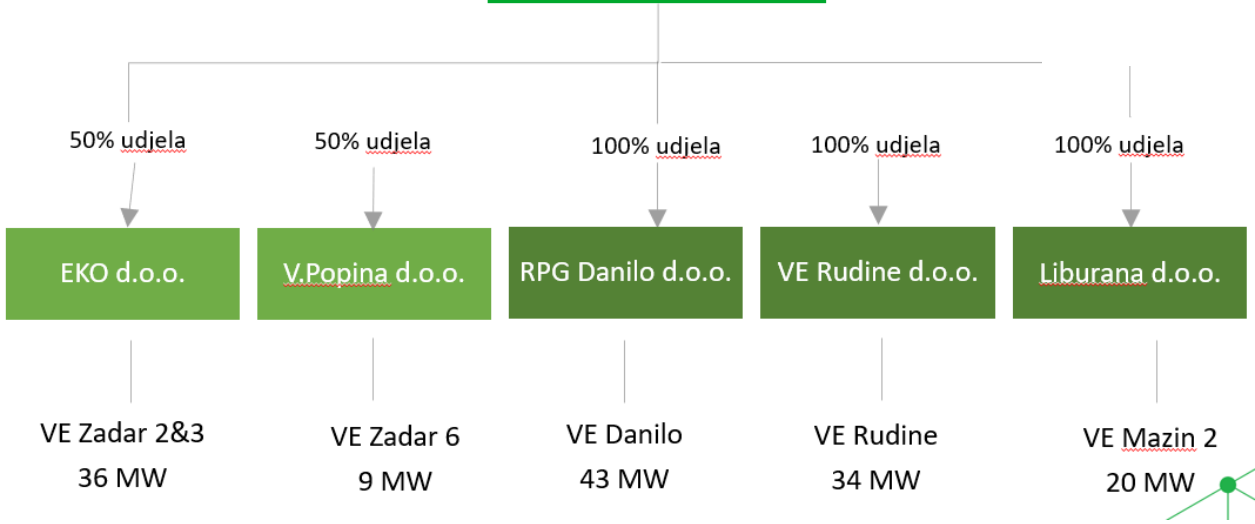 50% udjela
50% udjela
100% udjela
100% udjela
100% udjela
EKO d.o.o.
V.Popina d.o.o.
RPG Danilo d.o.o.
VE Rudine d.o.o.
Liburana d.o.o.
VE Zadar 2&3
36 MW
VE Zadar 6
9 MW
VE Danilo
43 MW
VE Rudine
34 MW
VE Mazin 2
20 MW